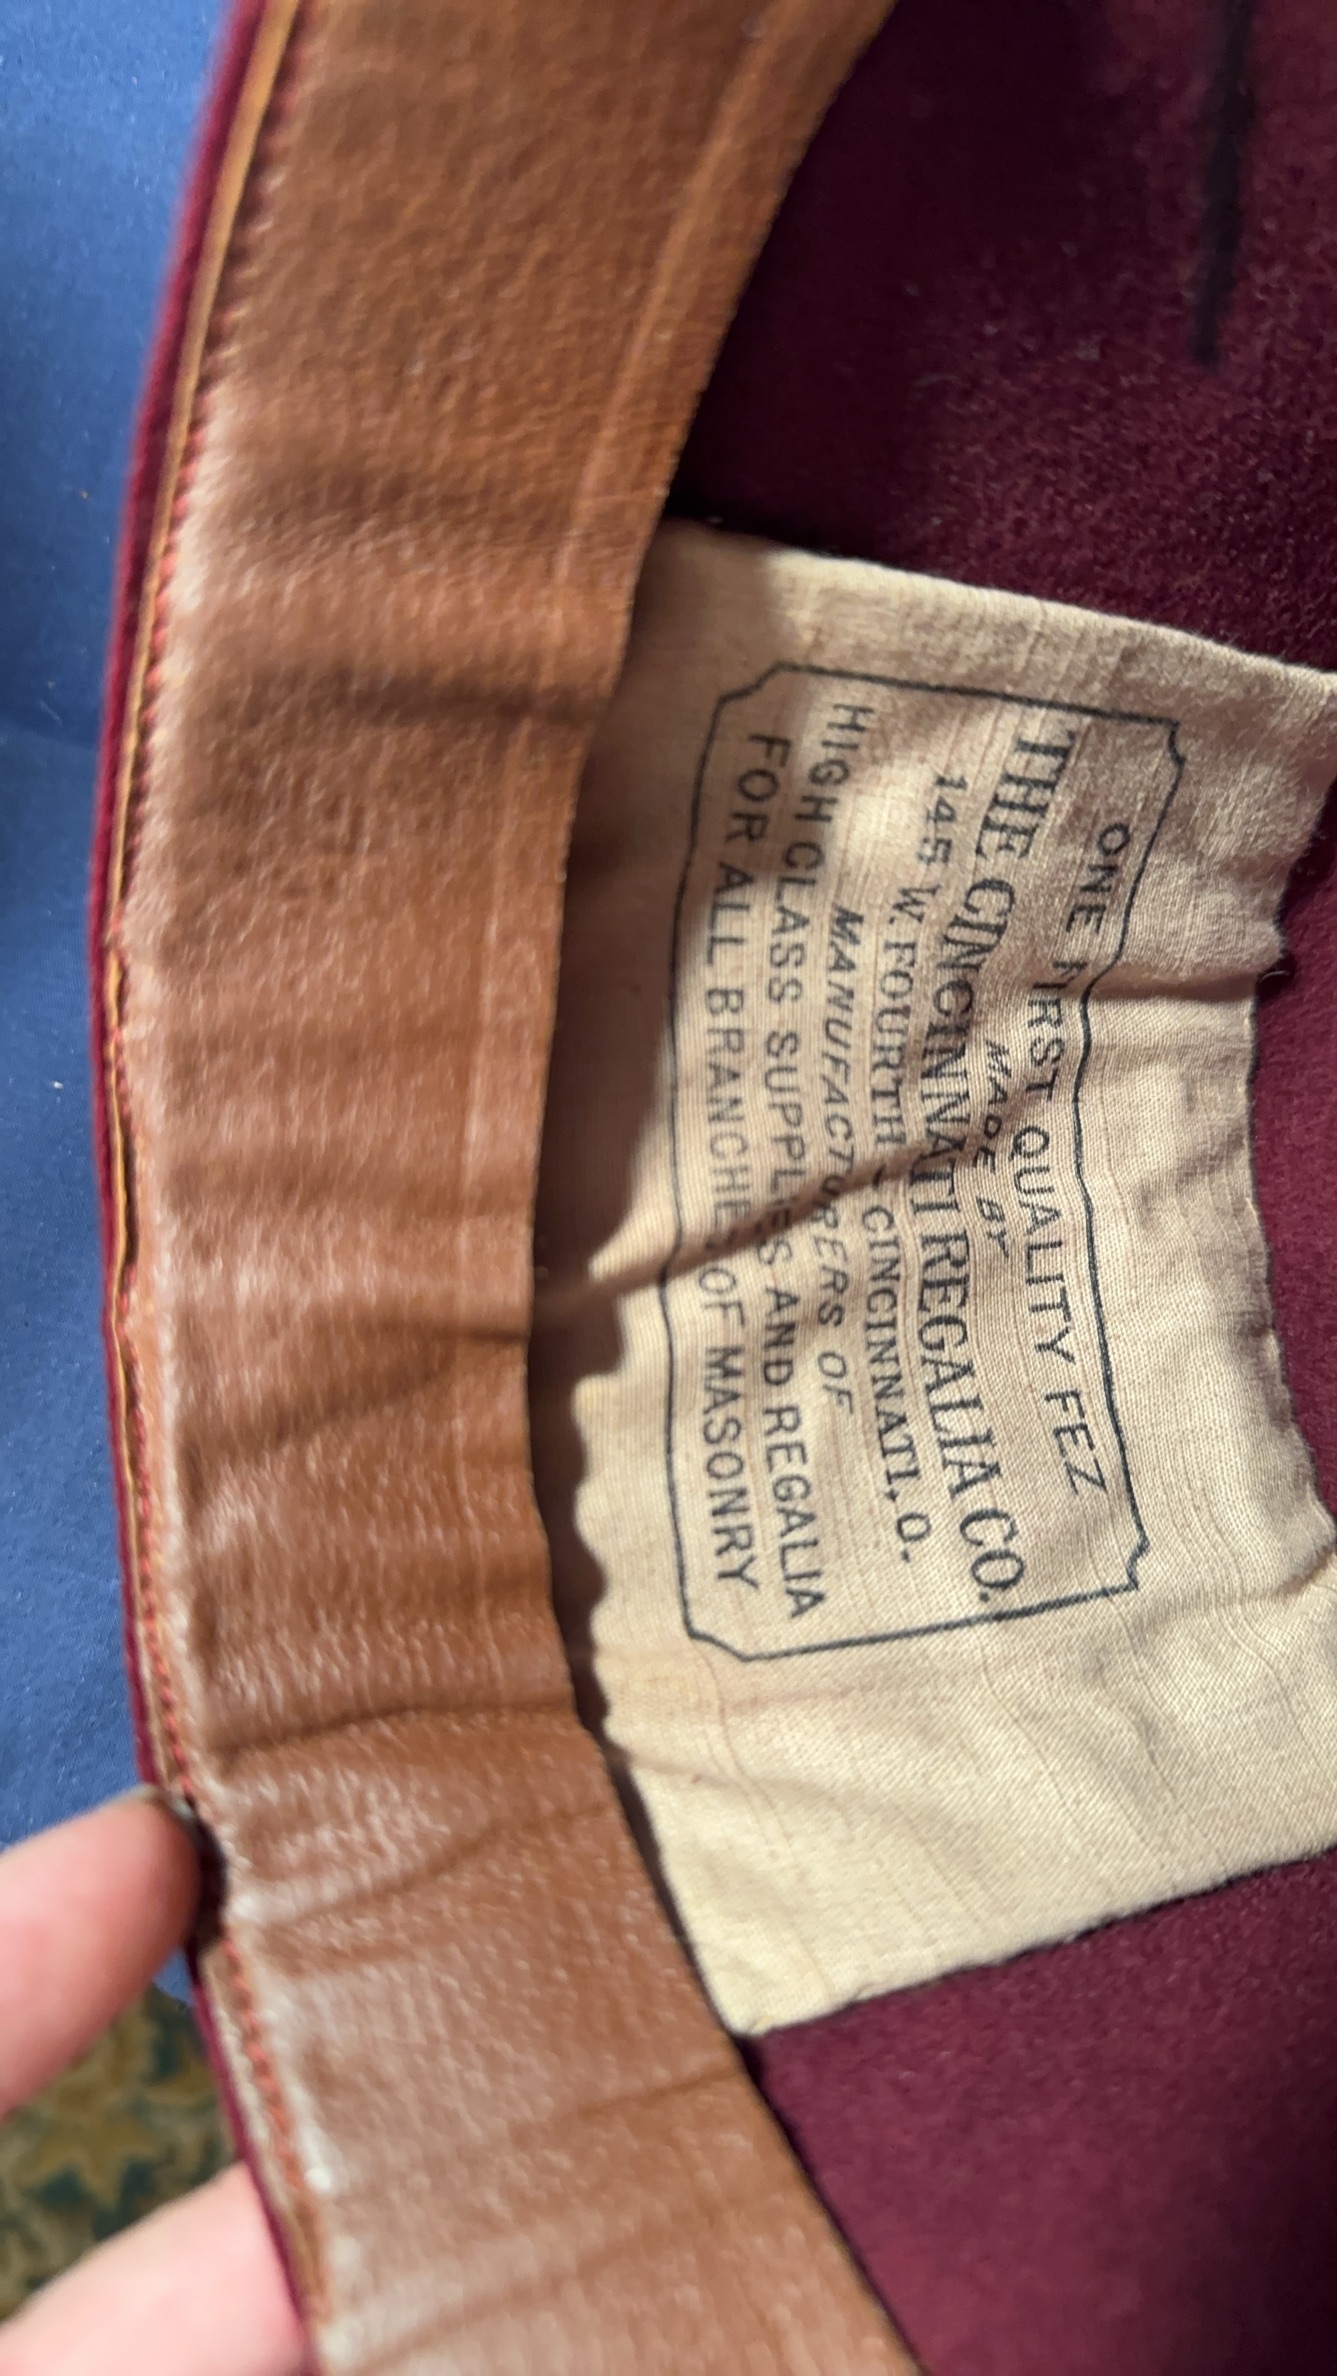 ONE FIRST QUALITY FEZ
MADE BY
THE CINCINNATI REGALIA CO.
145 W. FOURTH - CINCINNATI, O.
MANUFACTURERS OF
HIGH CLASS SUPPLIES AND REGALIA
FOR ALL BRANCHES OF MASONRY